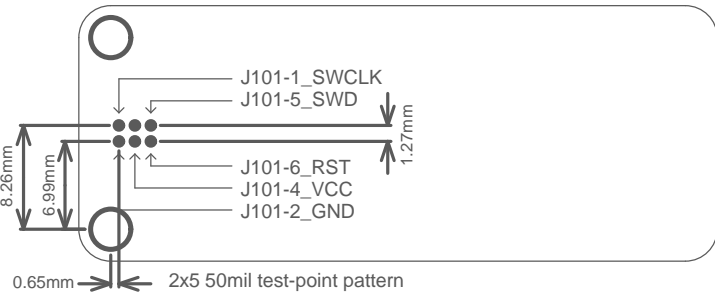 J101-1_SWCLK
J101-5_SWD
1.27mm
8.26mm
6.99mm
J101-6_RST
J101-4_VCC
J101-2_GND
0.65mm
2x5 50mil test-point pattern